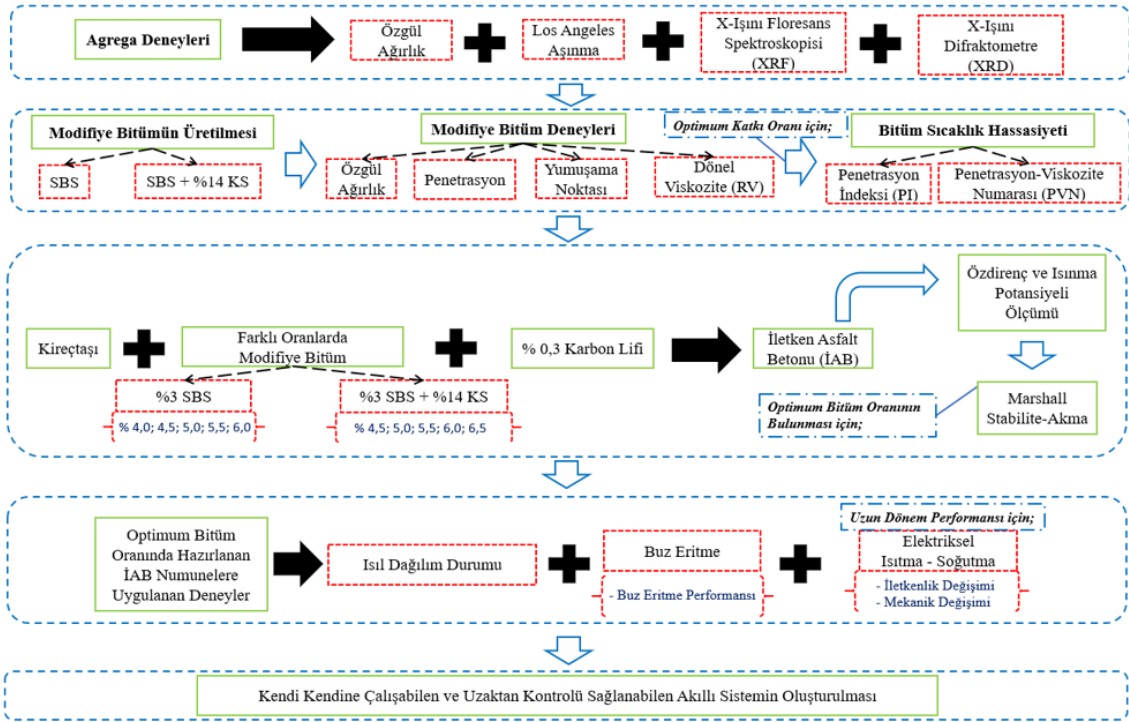 Agrega Deneyleri
Özgül
Ağırlık
Los Angeles
Aşınma
X-Işını Floresans
Spektroskopisi
(XRF)
X-Işını
Difraktometre
(XRD)
Modifiye Bitümün Üretilmesi
SBS
SBS + %14 KS
Modifiye Bitüm Deneyleri
Özgül
Ağırlık
Penetrasyon
Yumuşama
Noktası
Dönel
Viskozite (RV)
Optimum Katkı Oranı için;
Bitüm Sıcaklık Hassasiyeti
Penetrasyon
İndeksi (PI)
Penetrasyon-Viskozite
Numarası (PVN)
Kireçtaşı
Farklı Oranlarda
Modifiye Bitüm
%3 SBS
% 4,0; 4,5; 5,0; 5,5; 6,0
%3 SBS + %14 KS
% 4,5; 5,0; 5,5; 6,0; 6,5
% 0,3 Karbon Lifi
İletken Asfalt
Betonu (İAB)
Özdirenç ve Isınma
Potansiyeli
Ölçümü
Optimum Bitüm Oranının
Bulunması için;
Marshall
Stabilite-Akma
Optimum Bitüm
Oranında Hazırlanan
İAB Numunelere
Uygulanan Deneyler
Isıl Dağılım Durumu
Buz Eritme
- Buz Eritme Performansı
Uzun Dönem Performansı için;
Elektriksel
Isıtma - Soğutma
- İletkenlik Değişimi
- Mekanik Değişimi
Kendi Kendine Çalışabilen ve Uzaktan Kontrolü Sağlanabilen Akıllı Sistemin Oluşturulması